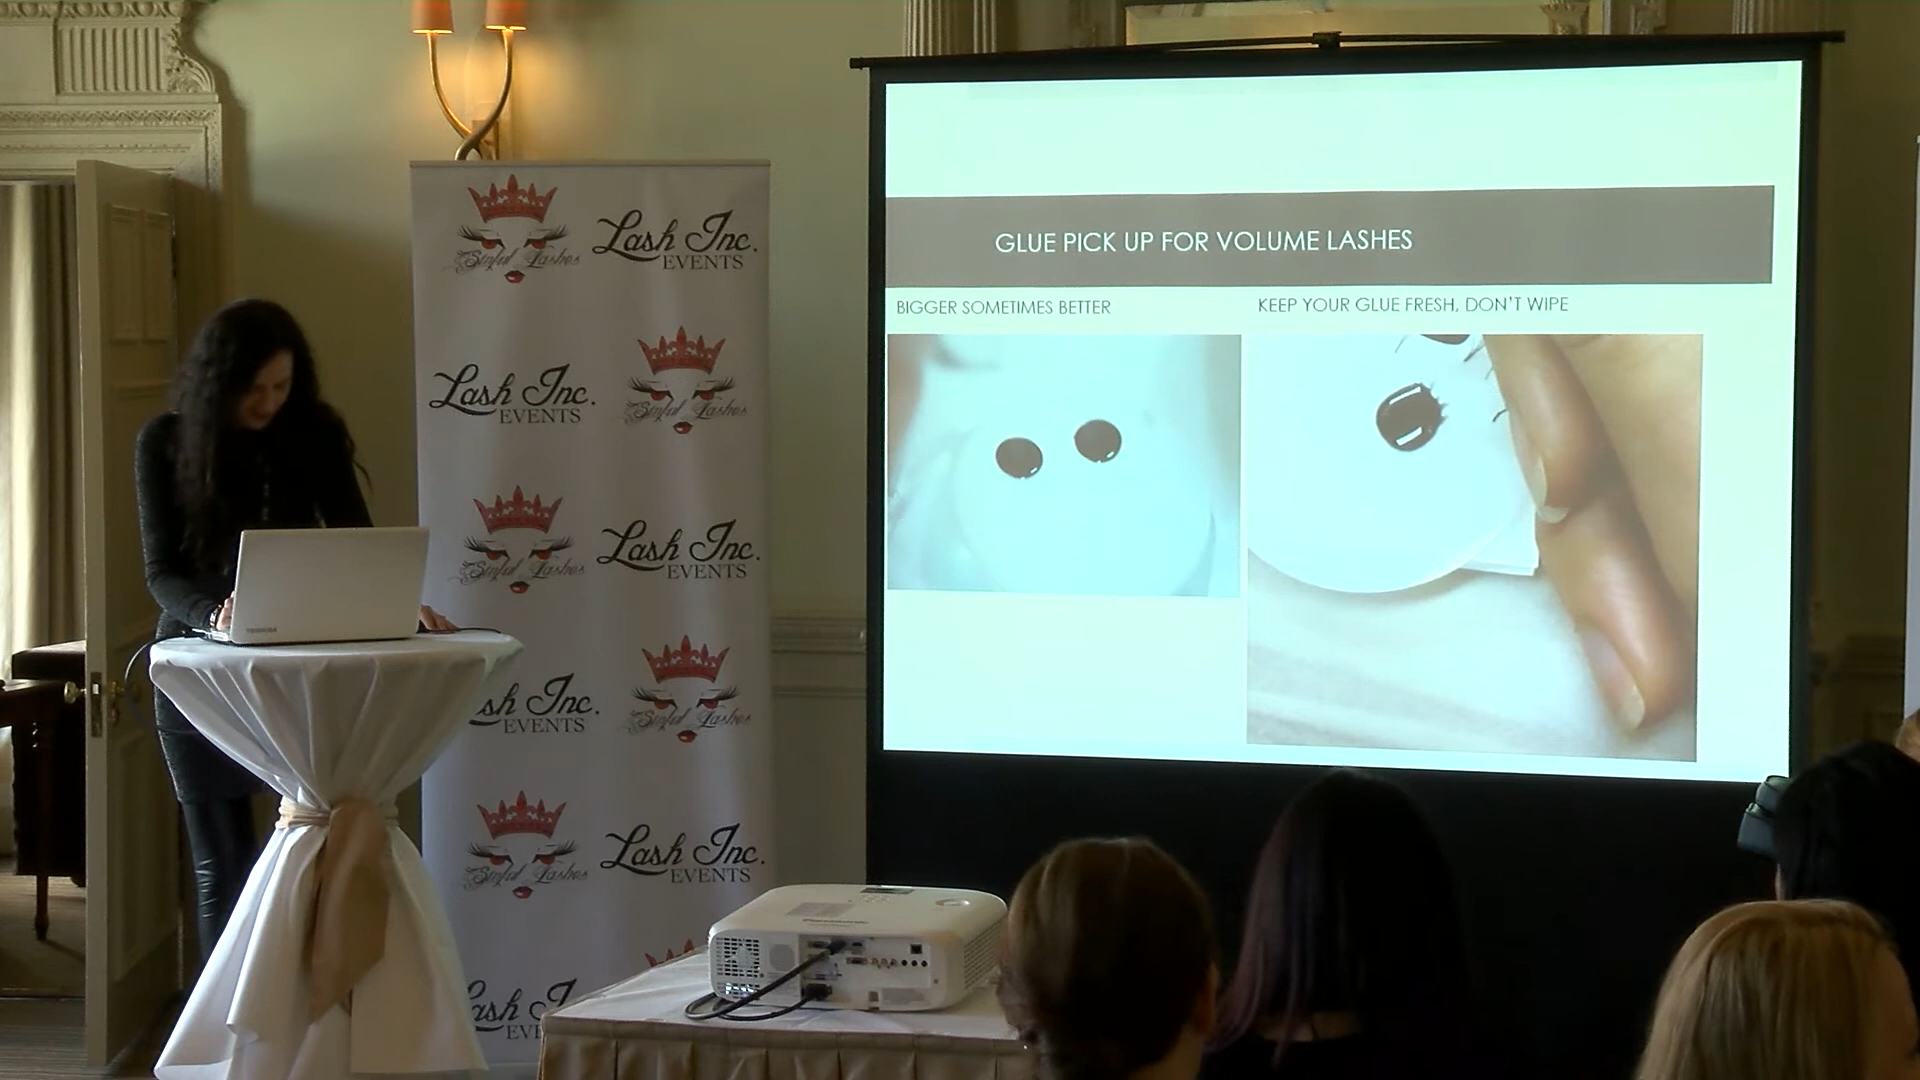 GLUE PICK UP FOR VOLUME LASHES
BIGGER SOMETIMES BETTER
KEEP YOUR GLUE FRESH, DON'T WIPE
Sinful Lashes
Lash Inc.
EVENTS
Lash Inc.
EVENTS
Sinful Lashes
Sinful Lashes
Lash Inc.
EVENTS
sh Inc.
EVENTS
Sinful Lashes
Sinful Lashes
Lash Inc.
EVENTS
Lash I
EVE
TOSHIBA